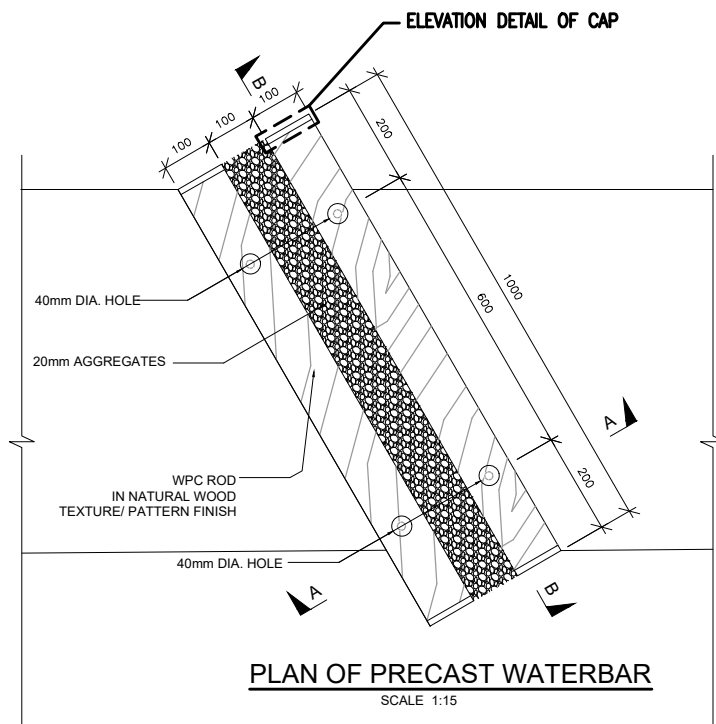 ELEVATION DETAIL OF CAP
B
100
100
100
200
1000
600
40mm DIA. HOLE
20mm AGGREGATES
A
WPC ROD
IN NATURAL WOOD
TEXTURE/ PATTERN FINISH
200
40mm DIA. HOLE
A
B
PLAN OF PRECAST WATERBAR
SCALE 1:15